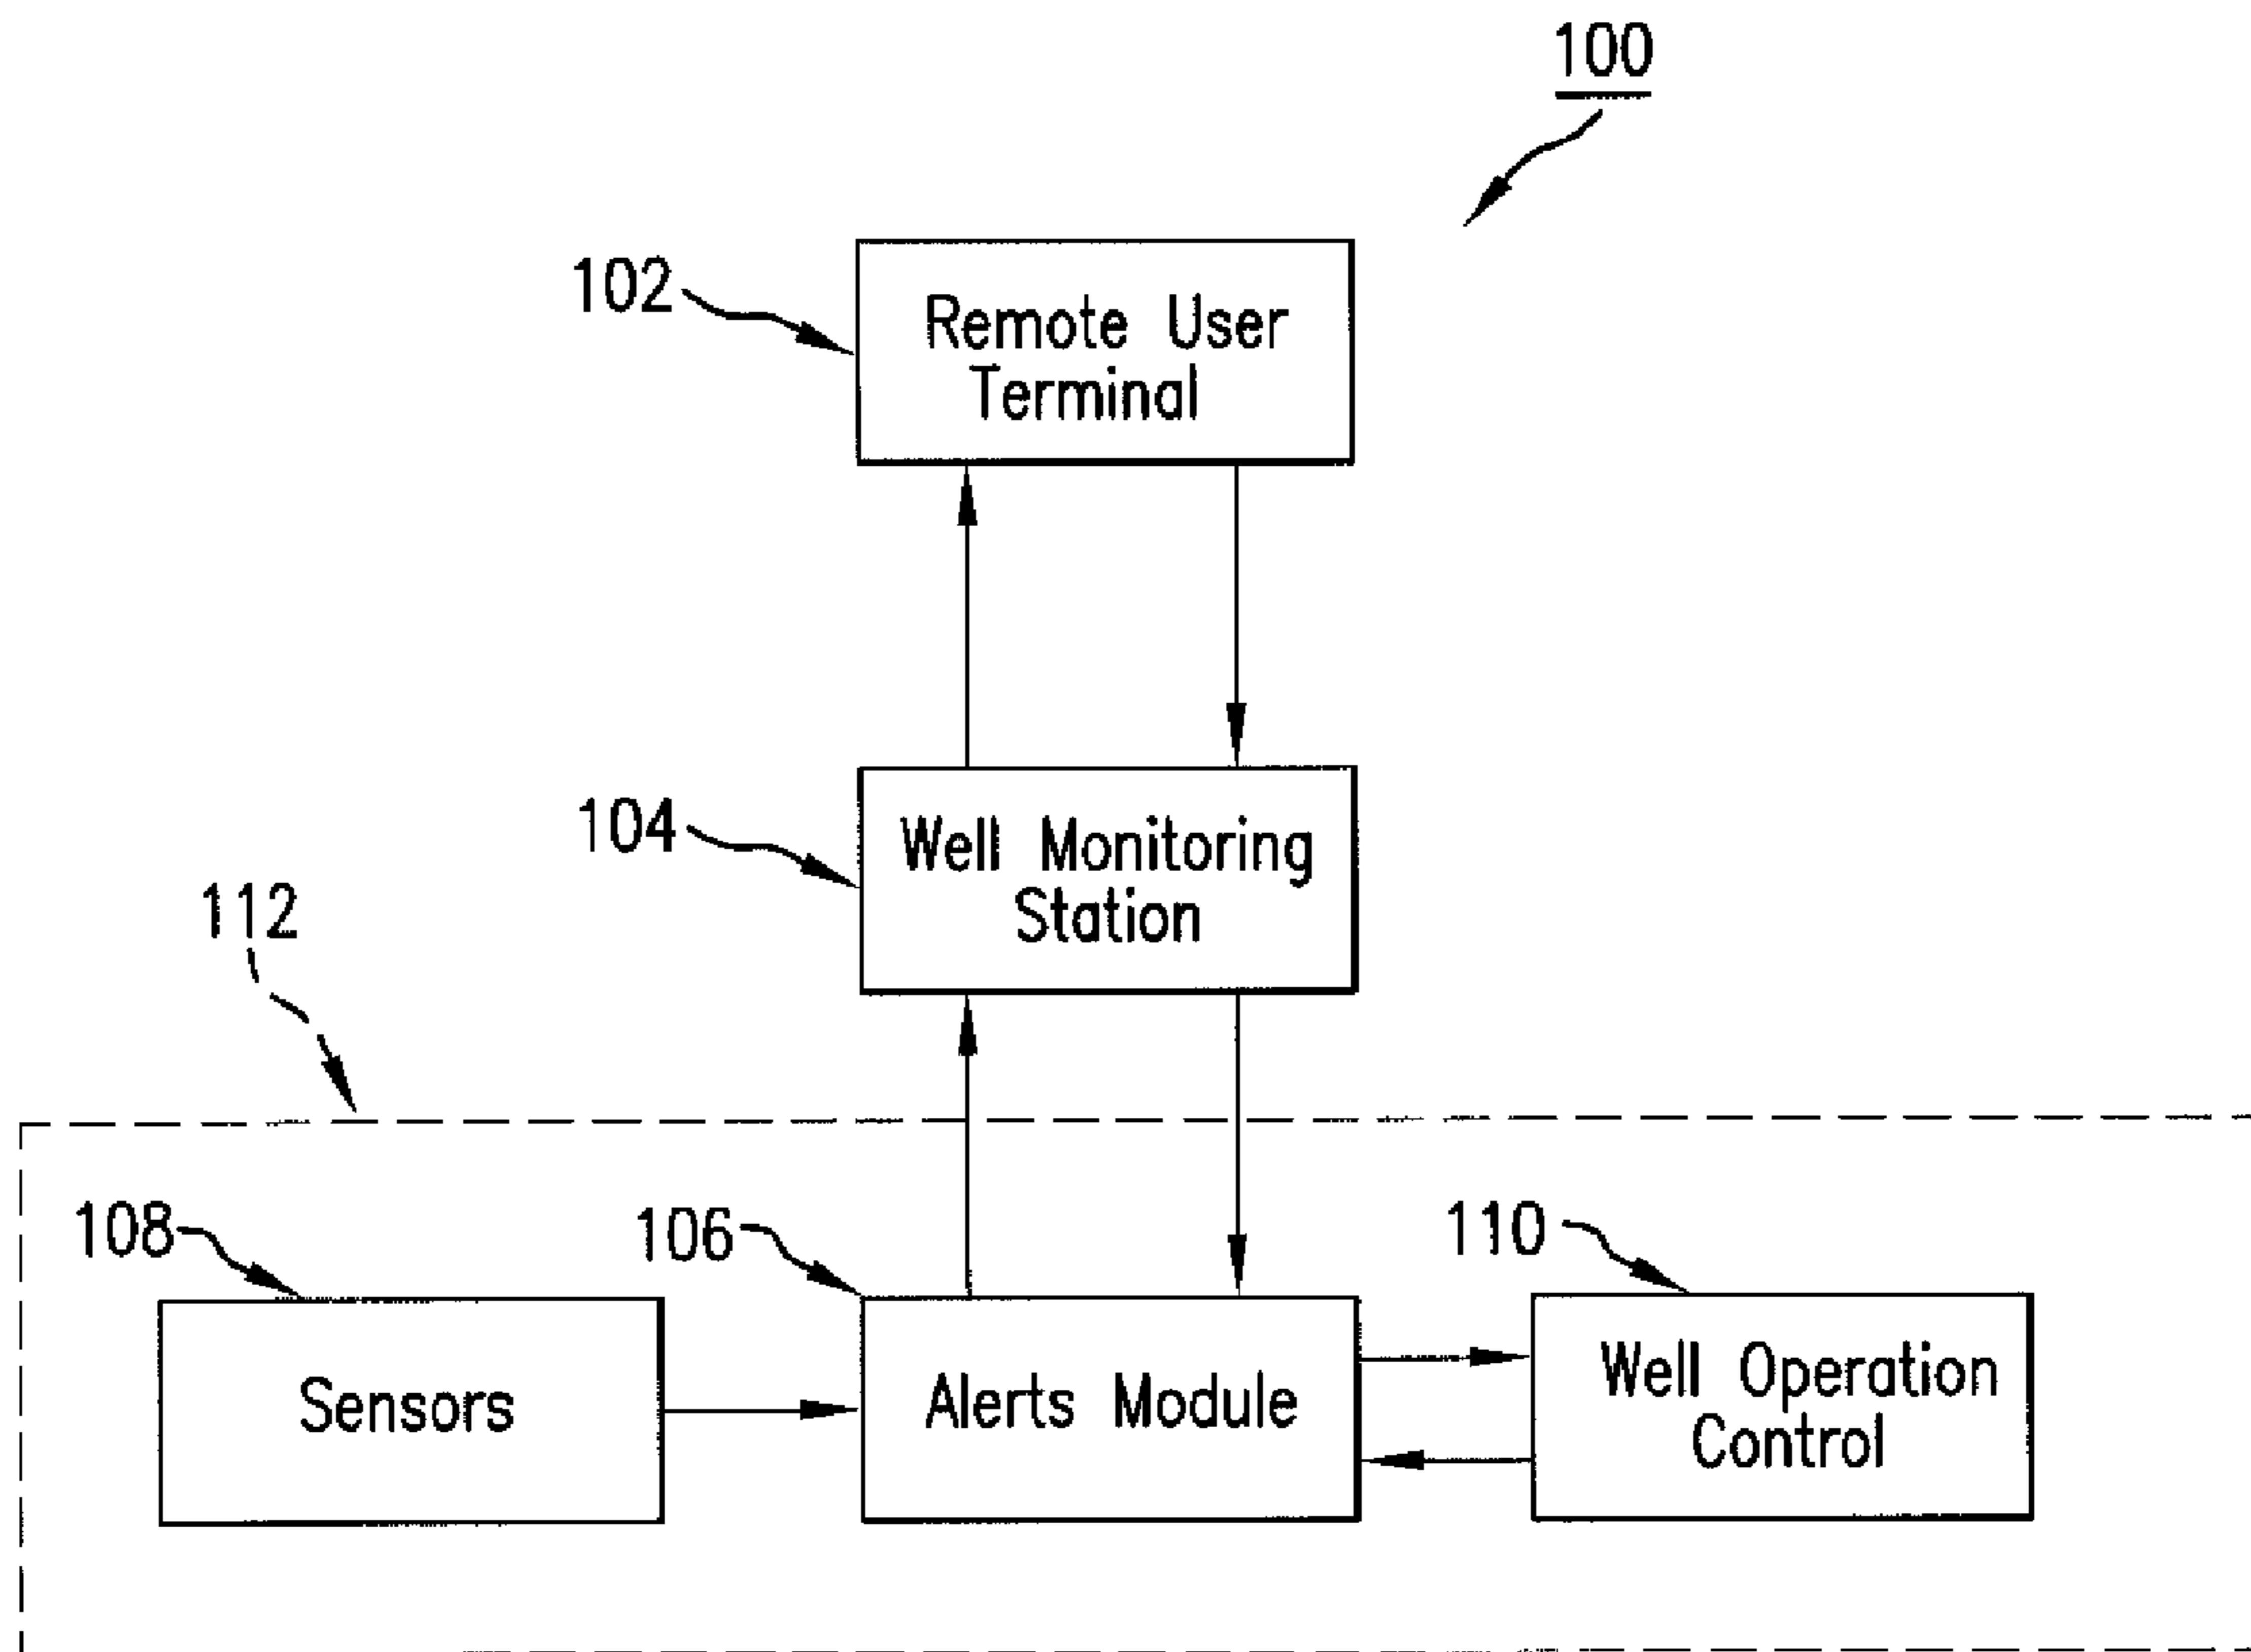 100
102
Remote User
Terminal
104
Well Monitoring
Station
112
108
106
110
Sensors
Alerts Module
Well Operation
Control